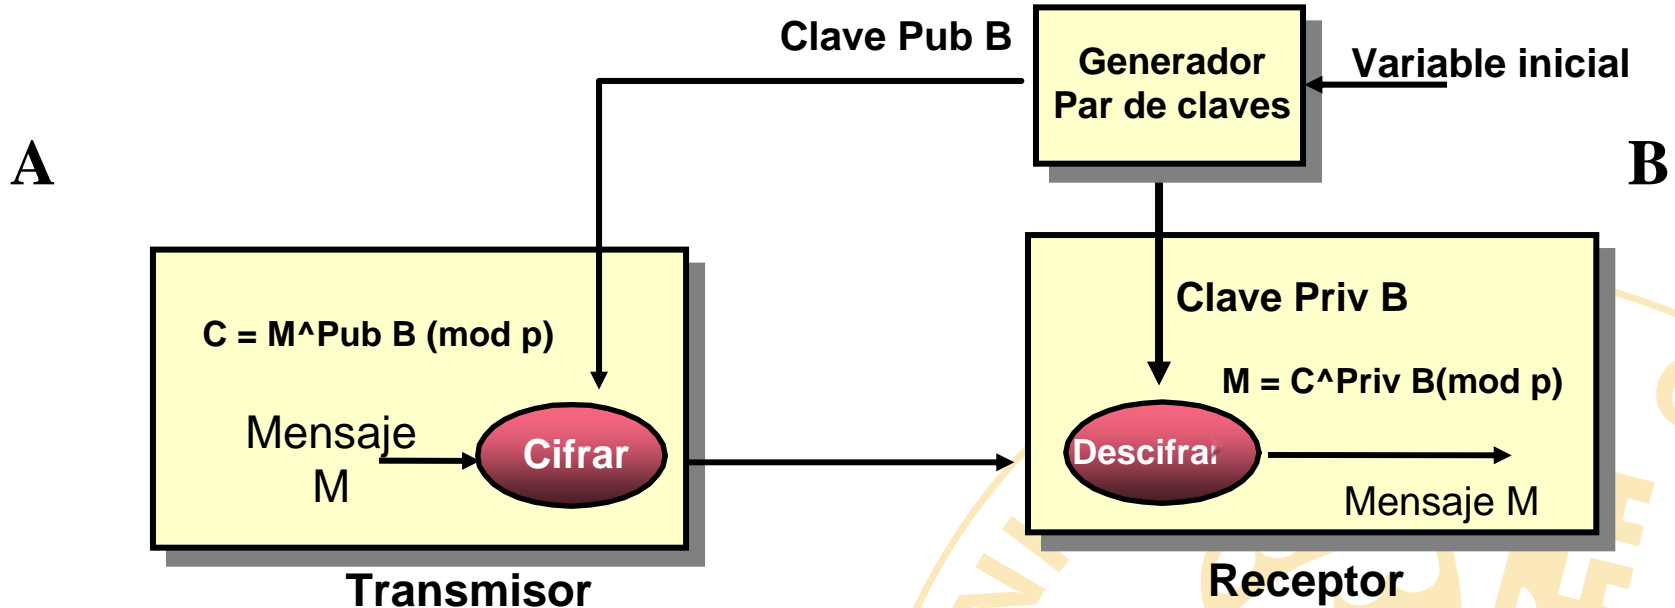 Clave Pub B
Generador
Par de claves
Variable inicial
A
B
C = M^Pub B (mod p)
Mensaje
M
Cifrar
Transmisor
Clave Priv B
M = C^Priv B(mod p)
Descifrar
Mensaje M
Receptor